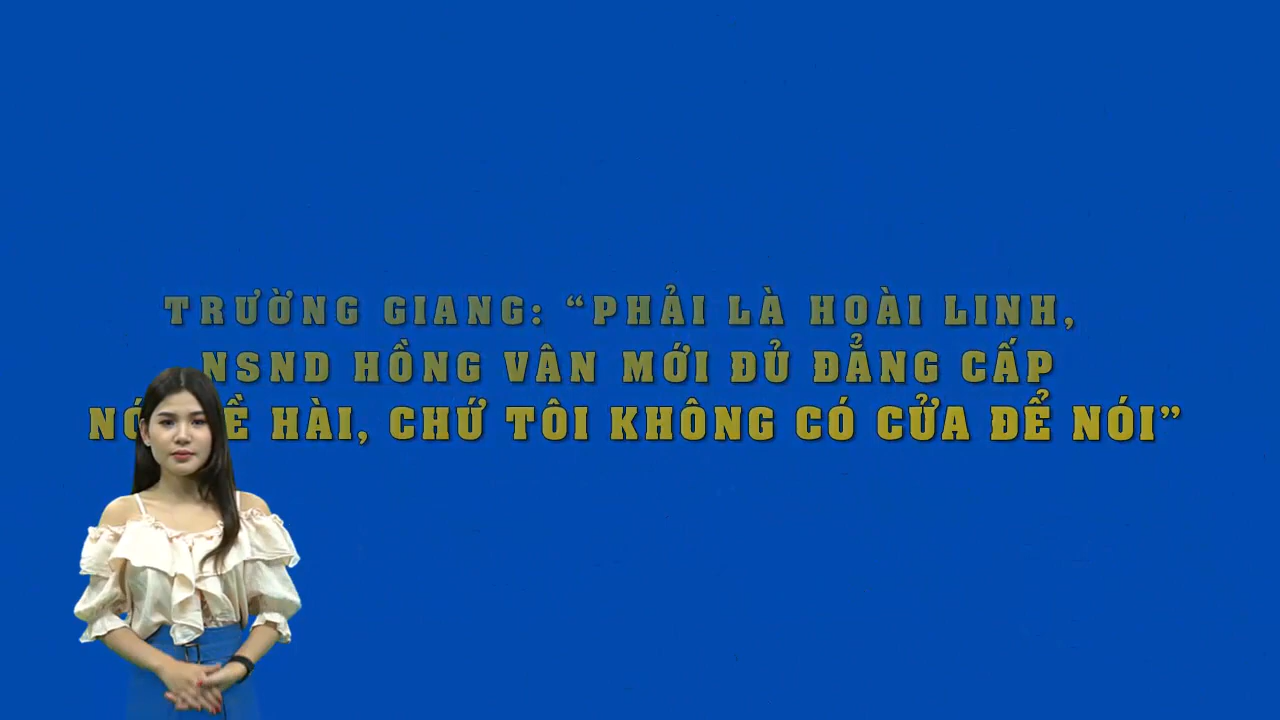 TRƯỜNG GIANG: “PHẢI LÀ HOÀI LINH,
NSND HỒNG VÂN MỚI ĐỦ ĐẲNG CẤP
HÀI, CHỨ TÔI KHÔNG CÓ CỬA ĐỂ NÓI”